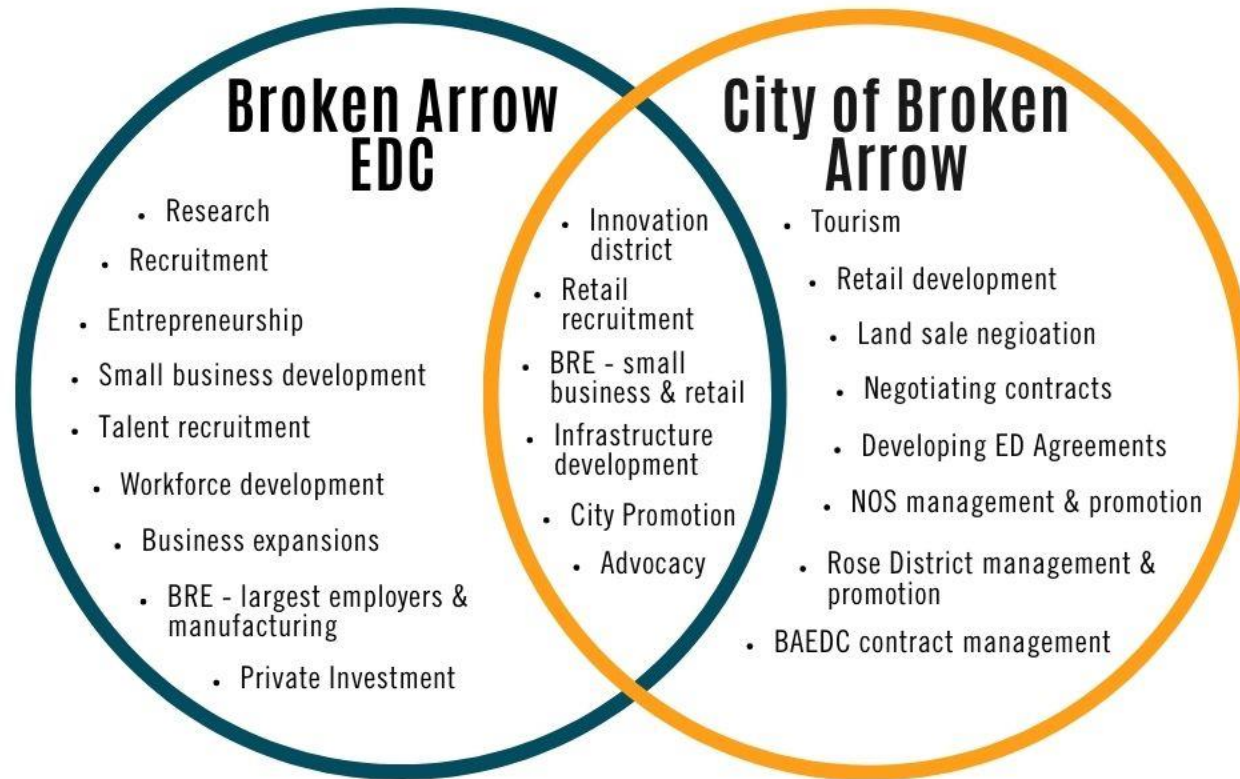 Broken Arrow
EDC
• Research
• Recruitment
• Entrepreneurship
• Small business development
• Talent recruitment
• Workforce development
• Business expansions
• BRE - largest employers &
manufacturing
• Private Investment
• Innovation
district
• Retail
recruitment
• BRE - small
business & retail
• Infrastructure
development
• City Promotion
• Advocacy
City of Broken
Arrow
• Tourism
• Retail development
• Land sale negioation
• Negotiating contracts
• Developing ED Agreements
• NOS management & promotion
• Rose District management &
promotion
• BAEDC contract management